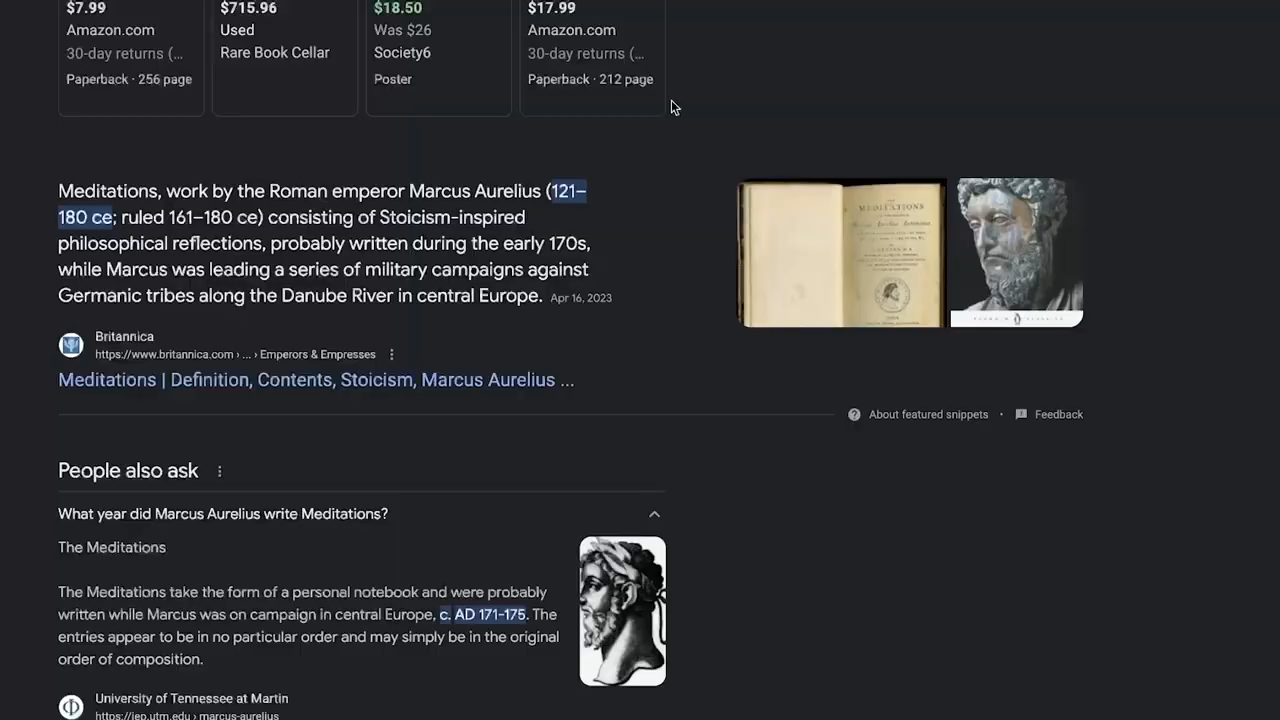 $7.99
Amazon.com
30-day returns (...
Paperback · 256 page
$715.96
Used
Rare Book Cellar
$18.50
Was $26
Society6
Poster
$17.99
Amazon.com
30-day returns (...
Paperback · 212 page
Meditations, work by the Roman emperor Marcus Aurelius (121–
180 ce; ruled 161–180 ce) consisting of Stoicism-inspired
philosophical reflections, probably written during the early 170s,
while Marcus was leading a series of military campaigns against
Germanic tribes along the Danube River in central Europe. Apr 16, 2023
MEDITATIONS
Britannica
https://www.britannica.com › ... › Emperors & Empresses
Meditations | Definition, Contents, Stoicism, Marcus Aurelius ...
About featured snippets · Feedback
People also ask
What year did Marcus Aurelius write Meditations?
The Meditations
The Meditations take the form of a personal notebook and were probably
written while Marcus was on campaign in central Europe, c. AD 171-175. The
entries appear to be in no particular order and may simply be in the original
order of composition.
University of Tennessee at Martin
https://iep.utm.edu › marcus-aurelius